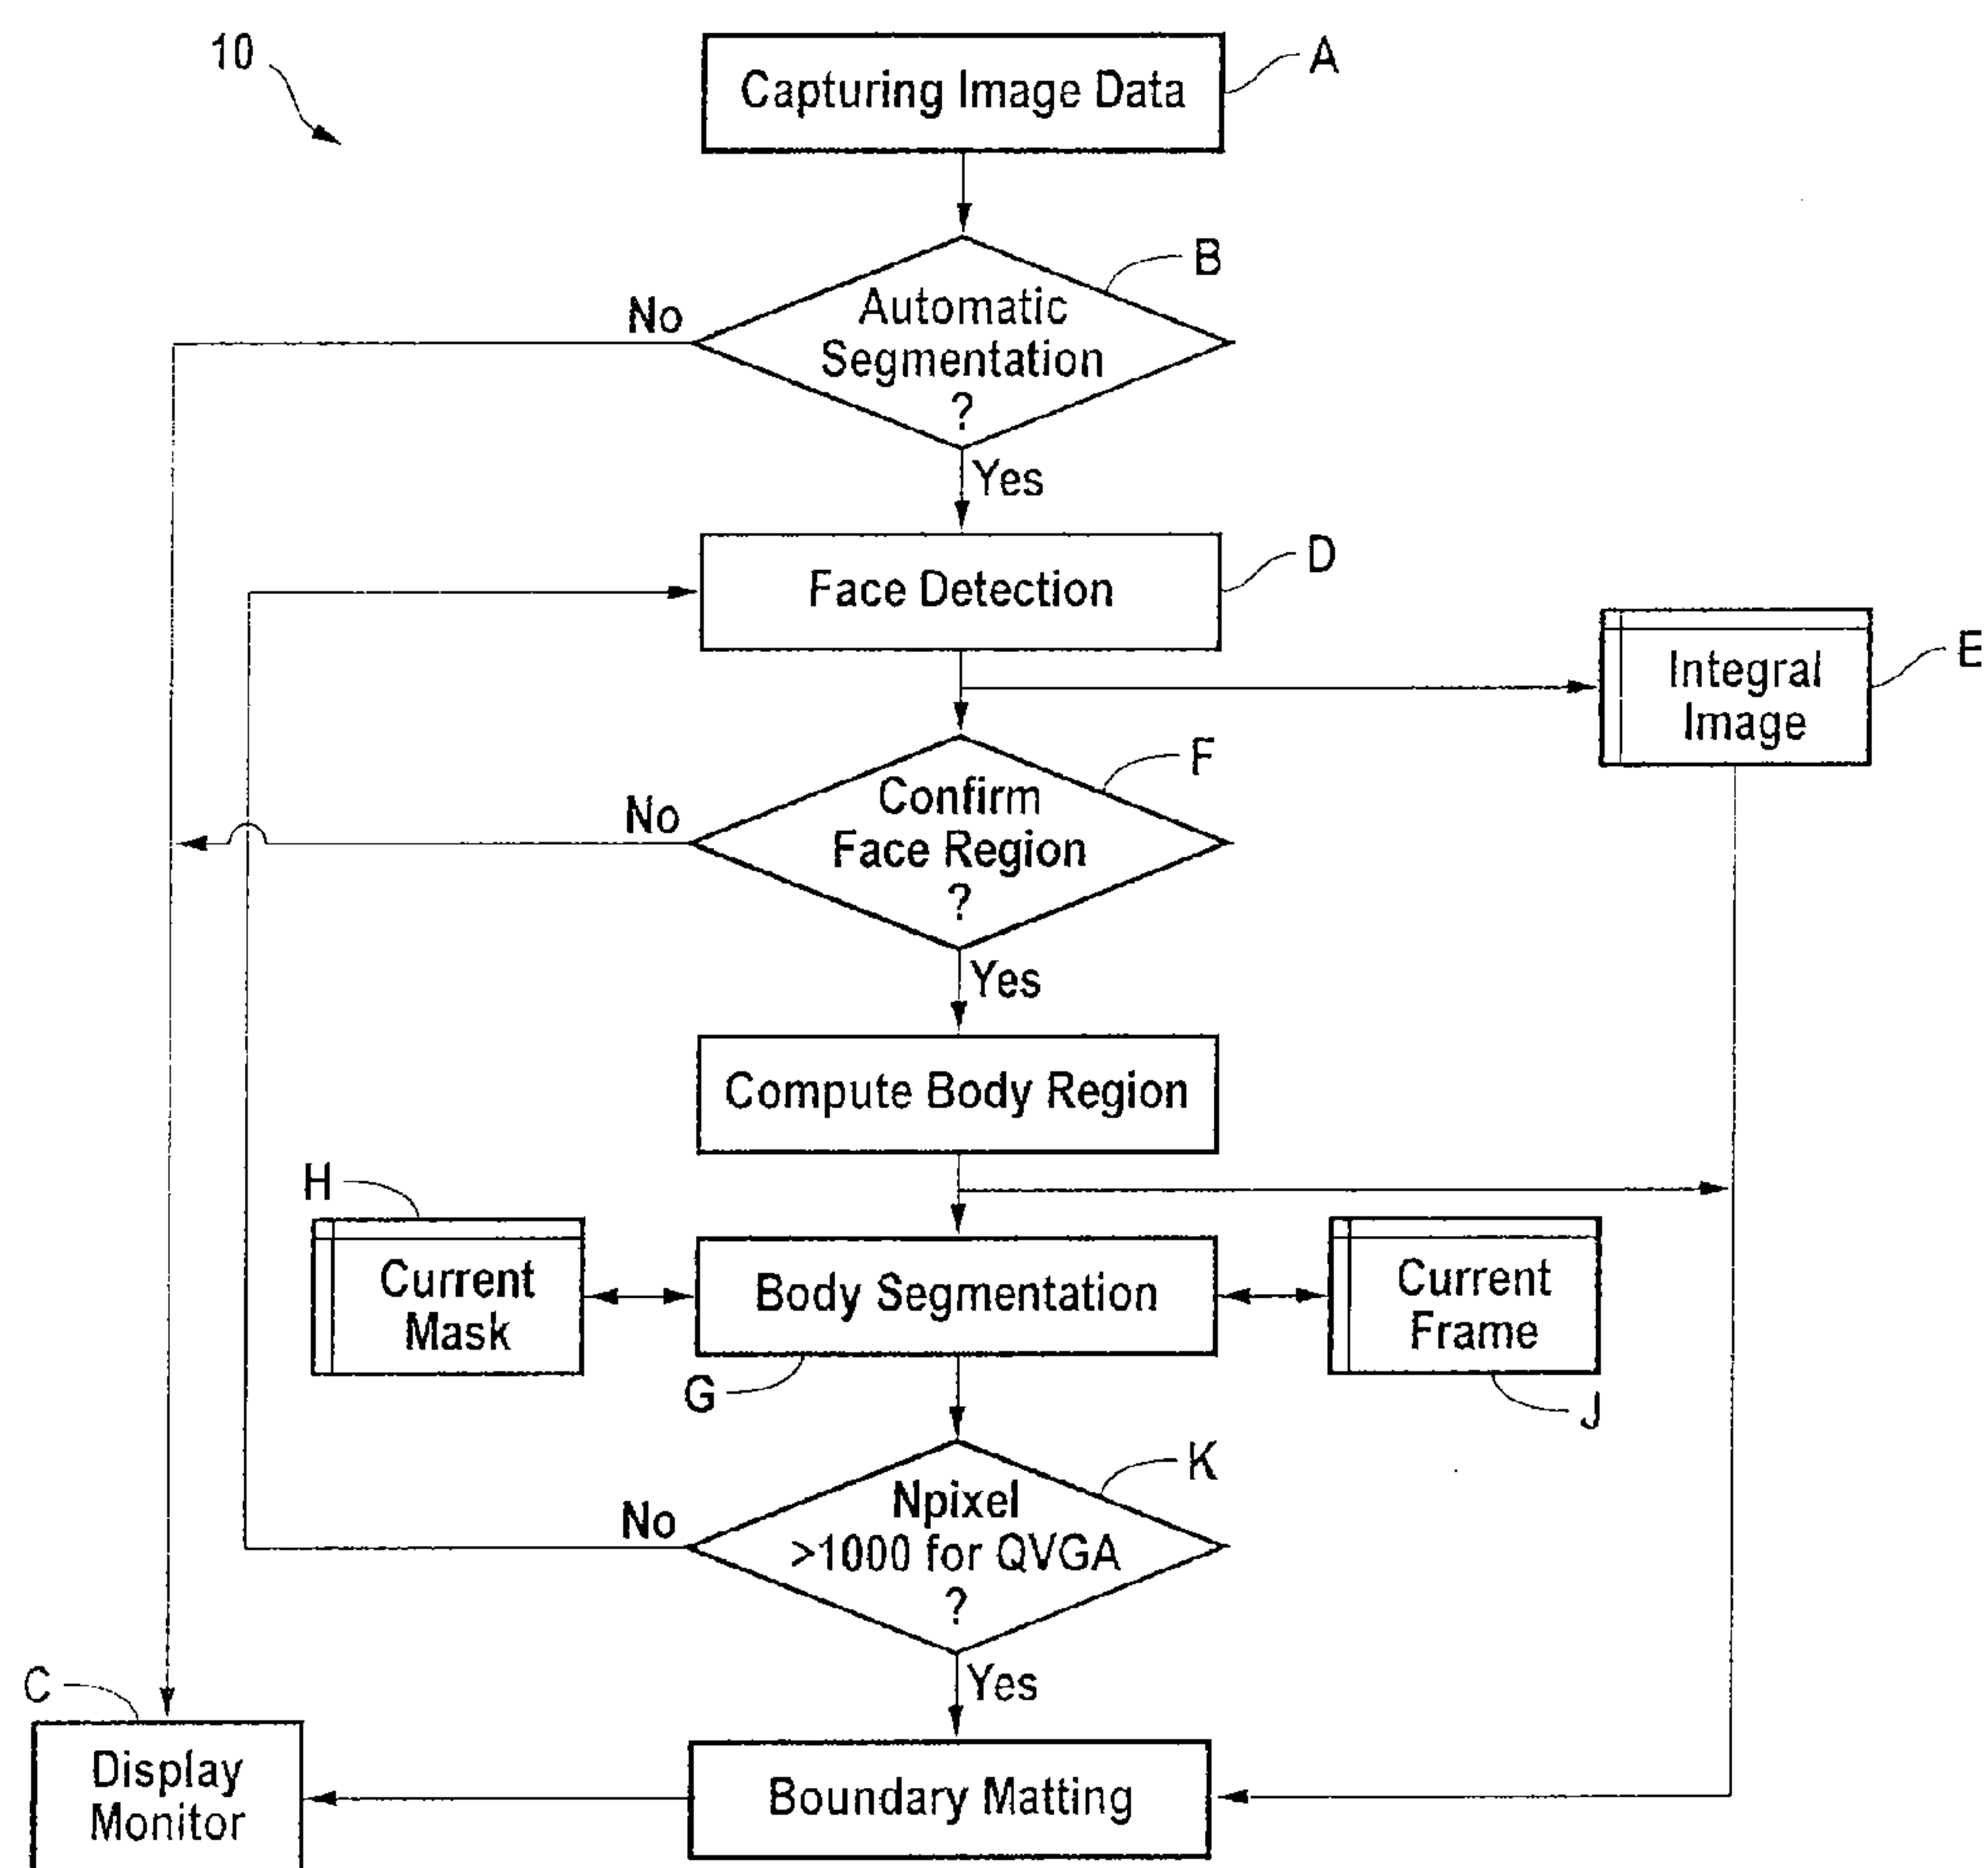 10
Capturing Image Data
A
B
Automatic
Segmentation
?
No
Yes
Face Detection
D
Integral
Image
E
F
Confirm
Face Region
?
No
Yes
Compute Body Region
H
Current
Mask
Body Segmentation
Current
Frame
G
J
K
Npixel
>1000 for QVGA
?
No
Yes
C
Display
Monitor
Boundary Matting